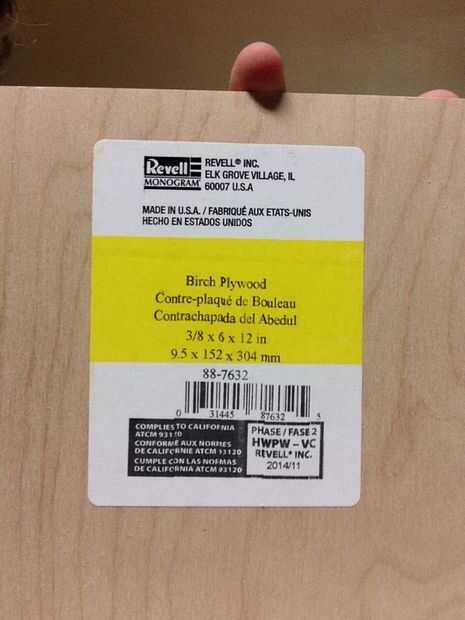 Revell
MONOGRAM
REVELL® INC.
ELK GROVE VILLAGE, IL
60007 U.S.A
MADE IN U.S.A. / FABRIQUÉ AUX ETATS-UNIS
HECHO EN ESTADOS UNIDOS
Birch Plywood
Contre-plaqué de Bouleau
Contrachapada del Abedul
3/8 x 6 x 12 in
9.5 x 152 x 304 mm
88-7632
0 31445 87632 5
COMPLIES TO CALIFORNIA
ATCM 93120
CONFORME AUX NORMES
DE CALIFORNIE ATCM 93120
CUMPLE CON LAS NORMAS
DE CALIFORNIA ATCM 93120
PHASE / FASE 2
HWPW – VC
REVELL® INC.
2014/11